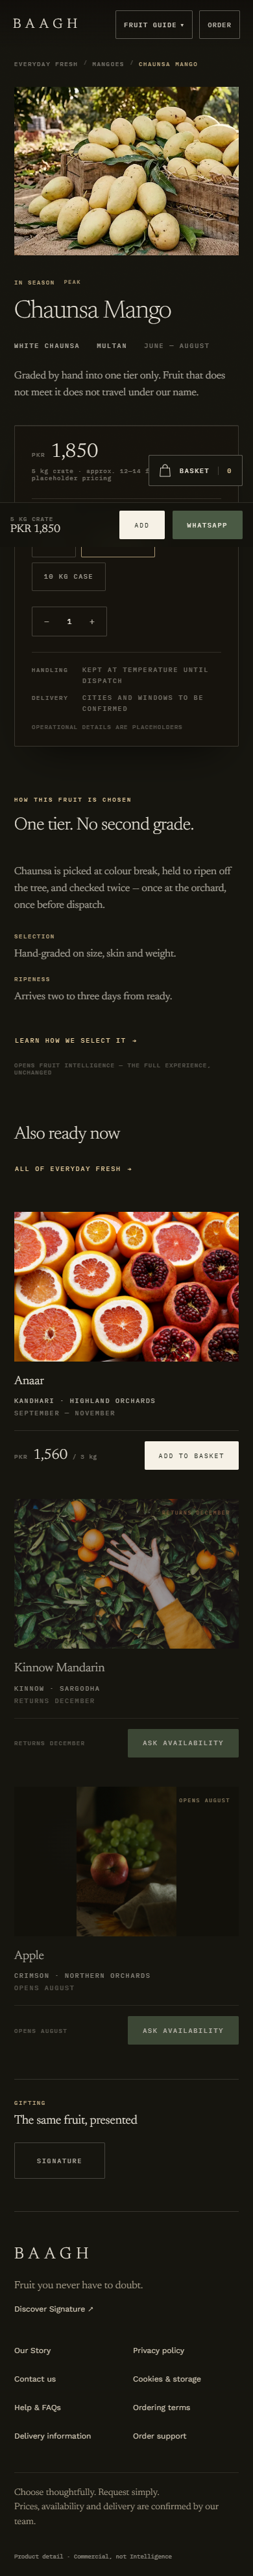 BAAGH
FRUIT GUIDE ▾
ORDER
EVERYDAY FRESH / MANGOES / CHAUNSA MANGO
IN SEASON PEAK
Chaunsa Mango
WHITE CHAUNSA MULTAN JUNE — AUGUST
Graded by hand into one tier only. Fruit that does
not meet it does not travel under our name.
PKR 1,850
5 kg crate · approx. 12–14
placeholder pricing
BASKET 0
5 KG CRATE
PKR 1,850
ADD
WHATSAPP
10 KG CASE
− 1 +
HANDLING KEPT AT TEMPERATURE UNTIL
DISPATCH
DELIVERY CITIES AND WINDOWS TO BE
CONFIRMED
OPERATIONAL DETAILS ARE PLACEHOLDERS
HOW THIS FRUIT IS CHOSEN
One tier. No second grade.
Chaunsa is picked at colour break, held to ripen off
the tree, and checked twice — once at the orchard,
once before dispatch.
SELECTION
Hand-graded on size, skin and weight.
RIPENESS
Arrives two to three days from ready.
LEARN HOW WE SELECT IT →
OPENS FRUIT INTELLIGENCE — THE FULL EXPERIENCE,
UNCHANGED
Also ready now
ALL OF EVERYDAY FRESH →
Anaar
KANDHARI · HIGHLAND ORCHARDS
SEPTEMBER — NOVEMBER
PKR 1,560 / 5 kg
ADD TO BASKET
RETURNS DECEMBER
Kinnow Mandarin
KINNOW · SARGODHA
RETURNS DECEMBER
RETURNS DECEMBER
ASK AVAILABILITY
OPENS AUGUST
Apple
CRIMSON · NORTHERN ORCHARDS
OPENS AUGUST
OPENS AUGUST
ASK AVAILABILITY
GIFTING
The same fruit, presented
SIGNATURE
BAAGH
Fruit you never have to doubt.
Discover Signature ↗
Our Story
Privacy policy
Contact us
Cookies & storage
Help & FAQs
Ordering terms
Delivery information
Order support
Choose thoughtfully. Request simply.
Prices, availability and delivery are confirmed by our
team.
Product detail · Commercial, not Intelligence